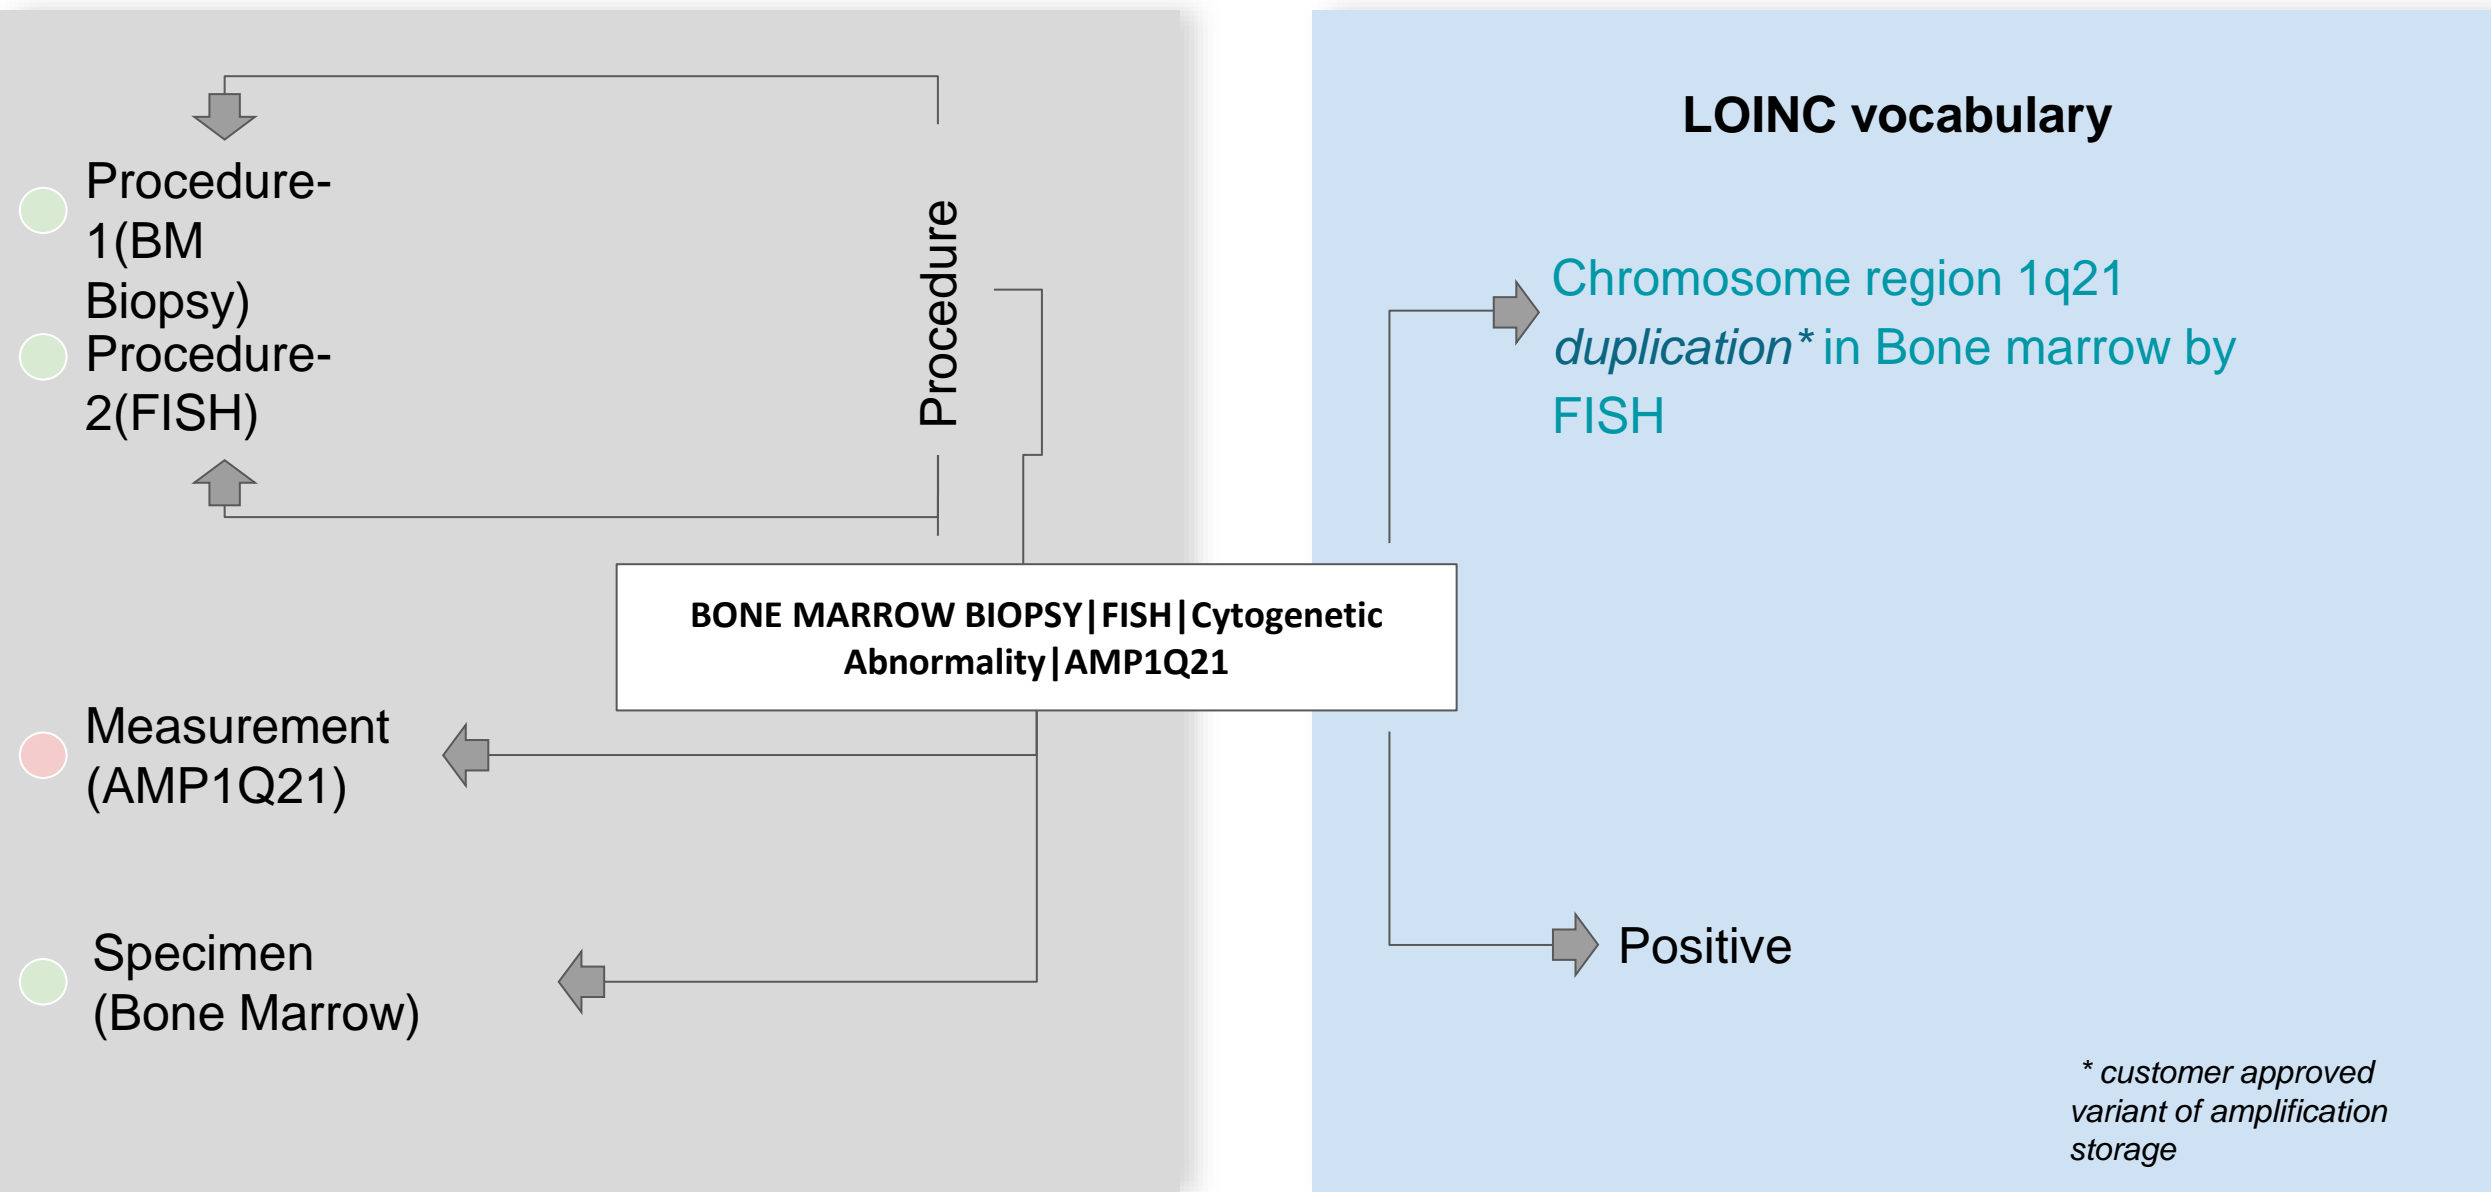 Procedure-
1(BM
Biopsy)
Procedure-
2(FISH)
Procedure
BONE MARROW BIOPSY|FISH|Cytogenetic
Abnormality|AMP1Q21
Measurement
(AMP1Q21)
Specimen
(Bone Marrow)
LOINC vocabulary
Chromosome region 1q21
duplication* in Bone marrow by
FISH
Positive
* customer approved
variant of amplification
storage